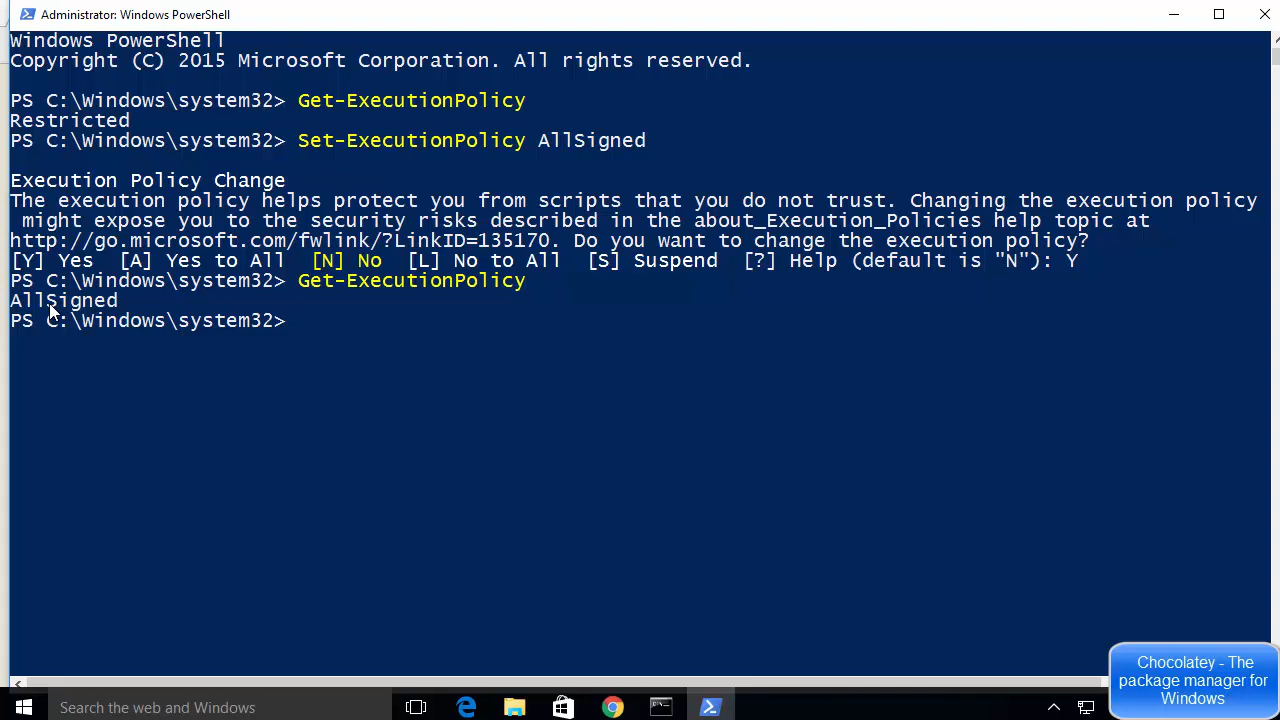 Administrator: Windows PowerShell
Windows PowerShell
Copyright (C) 2015 Microsoft Corporation. All rights reserved.
PS C:\Windows\system32> Get-ExecutionPolicy
Restricted
PS C:\Windows\system32> Set-ExecutionPolicy AllSigned
Execution Policy Change
The execution policy helps protect you from scripts that you do not trust. Changing the execution policy
might expose you to the security risks described in the about_Execution_Policies help topic at
http://go.microsoft.com/fwlink/?LinkID=135170. Do you want to change the execution policy?
[Y] Yes  [A] Yes to All  [N] No  [L] No to All  [S] Suspend  [?] Help (default is "N"): Y
PS C:\Windows\system32> Get-ExecutionPolicy
AllSigned
PS C:\Windows\system32>
Chocolatey - The
package manager for
Windows
Search the web and Windows